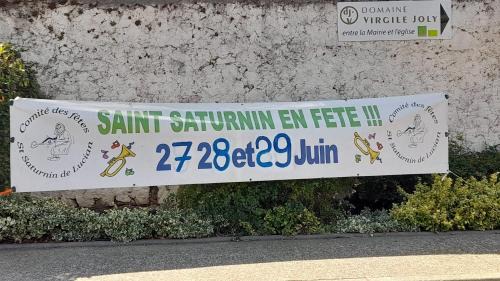 DOMAINE
VIRGILE JOLY
entre la Mairie et l'église
Comité des fêtes
St Saturnin de Lucian
SAINT SATURNIN EN FETE !!!
27 28 et 29 Juin
Comité des fêtes
St Saturnin de Lucian